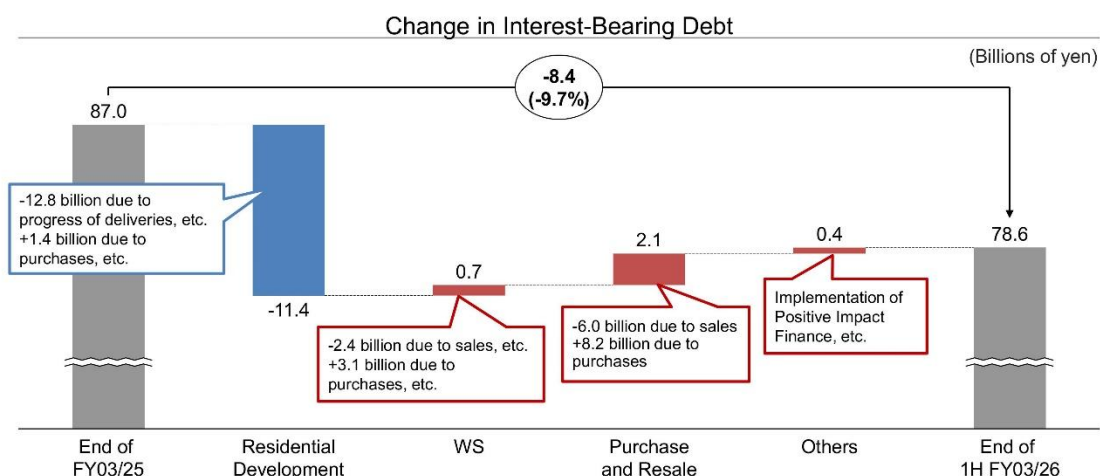 Change in Interest-Bearing Debt
(Billions of yen)
-8.4
(-9.7%)
87.0
-12.8 billion due to
progress of deliveries, etc.
+1.4 billion due to
purchases, etc.
-11.4
0.7
-2.4 billion due to sales, etc.
+3.1 billion due to
purchases, etc.
2.1
-6.0 billion due to sales
+8.2 billion due to
purchases
0.4
Implementation of
Positive Impact
Finance, etc.
78.6
End of
FY03/25
Residential
Development
WS
Purchase
and Resale
Others
End of
1H FY03/26